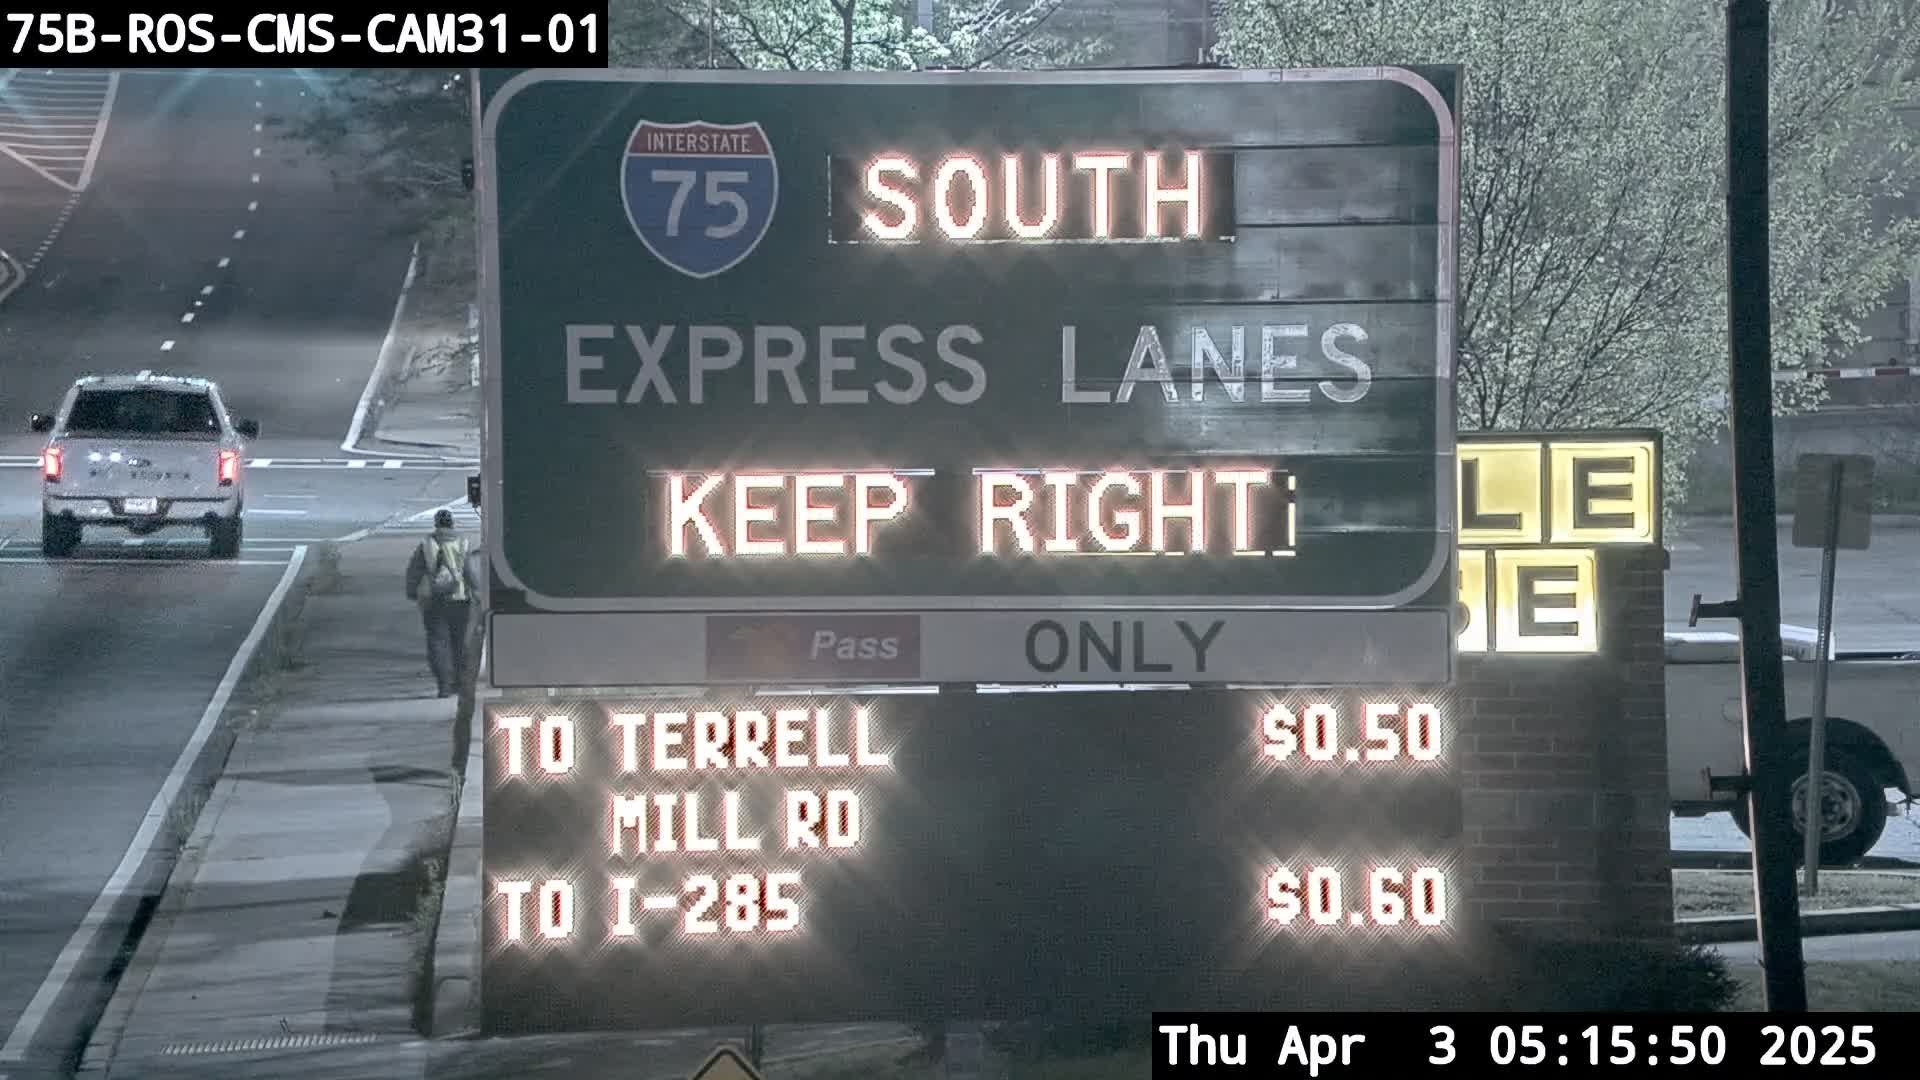 75B-ROS-CMS-CAM31-01
INTERSTATE
75
SOUTH
EXPRESS LANES
KEEP RIGHT
Pass ONLY
TO TERRELL $0.50
MILL RD
TO I-285 $0.60
LE
E
Thu Apr 3 05:15:50 2025